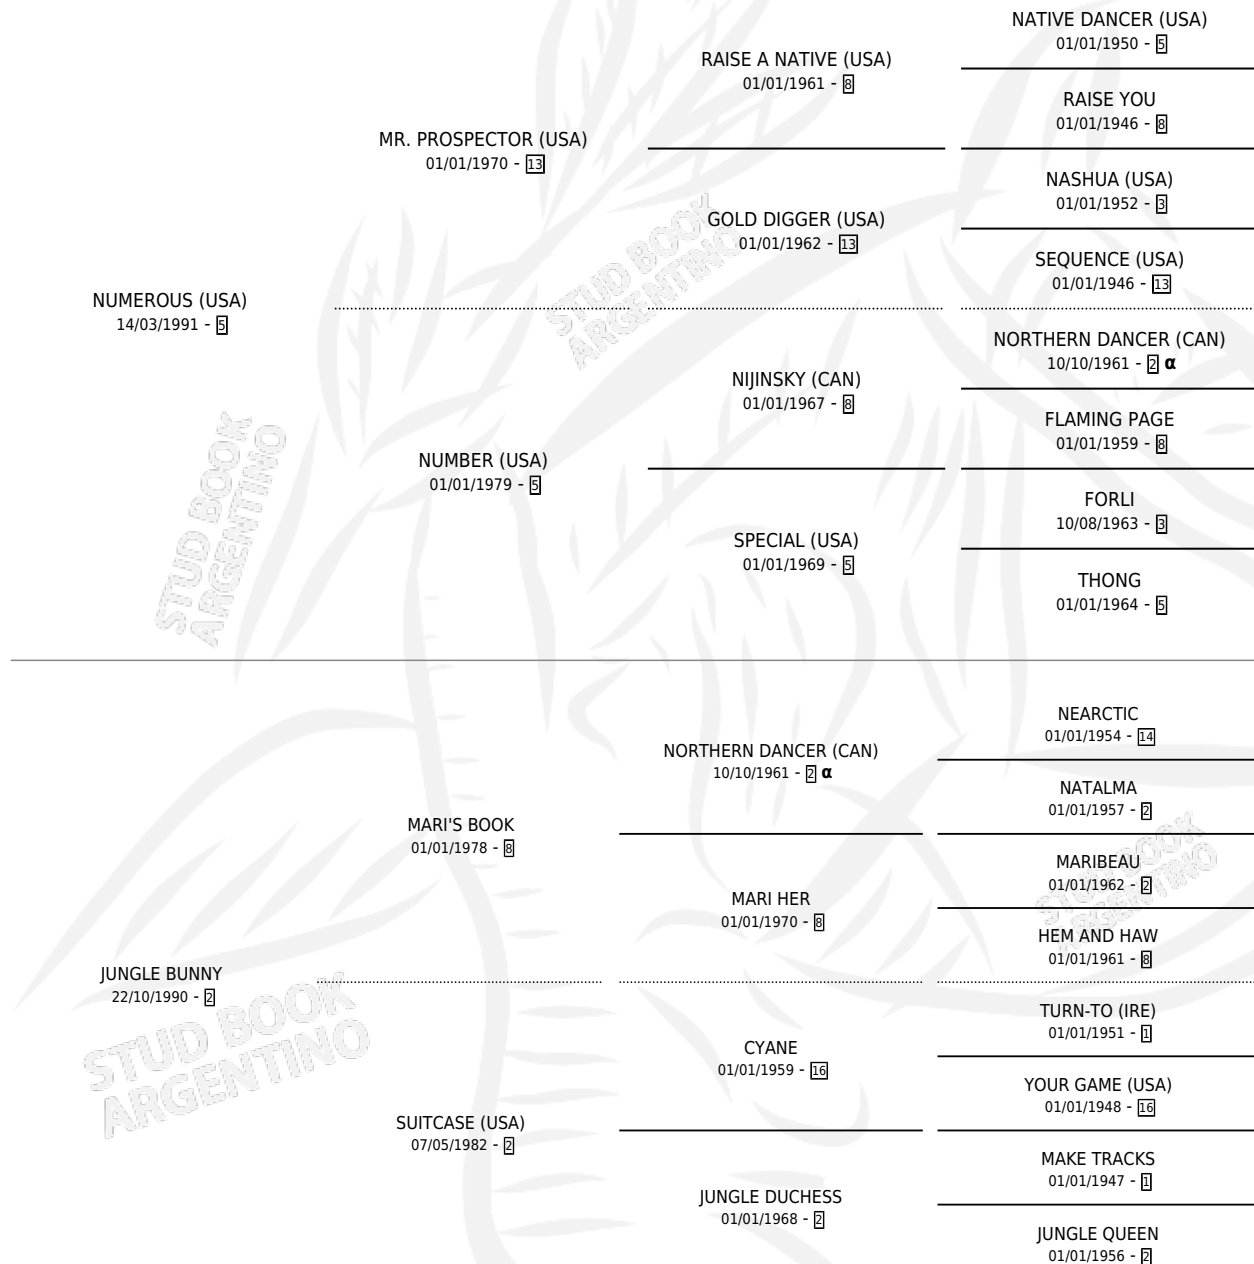 NATIVE DANCER (USA)
01/01/1950 - 5
RAISE A NATIVE (USA)
01/01/1961 - 8
RAISE YOU
01/01/1946 - 8
MR. PROSPECTOR (USA)
01/01/1970 - 13
NASHUA (USA)
01/01/1952 - 3
GOLD DIGGER (USA)
01/01/1962 - 13
SEQUENCE (USA)
01/01/1946 - 13
STUD BOOK
ARGENTINO
NUMEROUS (USA)
14/03/1991 - 5
NORTHERN DANCER (CAN)
10/10/1961 - 2 α
NIJINSKY (CAN)
01/01/1967 - 8
FLAMING PAGE
01/01/1959 - 8
NUMBER (USA)
01/01/1979 - 5
FORLI
10/08/1963 - 3
SPECIAL (USA)
01/01/1969 - 5
THONG
01/01/1964 - 5
STUD BOOK
ARGENTINO
NEARCTIC
01/01/1954 - 14
NORTHERN DANCER (CAN)
10/10/1961 - 2 α
NATALMA
01/01/1957 - 2
MARI'S BOOK
01/01/1978 - 8
MARIBEAU
01/01/1962 - 2
MARI HER
01/01/1970 - 8
HEM AND HAW
01/01/1961 - 8
STUD BOOK
ARGENTINO
JUNGLE BUNNY
22/10/1990 - 2
TURN-TO (IRE)
01/01/1951 - 1
CYANE
01/01/1959 - 16
YOUR GAME (USA)
01/01/1948 - 16
STUD BOOK
ARGENTINO
SUITCASE (USA)
07/05/1982 - 2
MAKE TRACKS
01/01/1947 - 1
JUNGLE DUCHESS
01/01/1968 - 2
JUNGLE QUEEN
01/01/1956 - 2